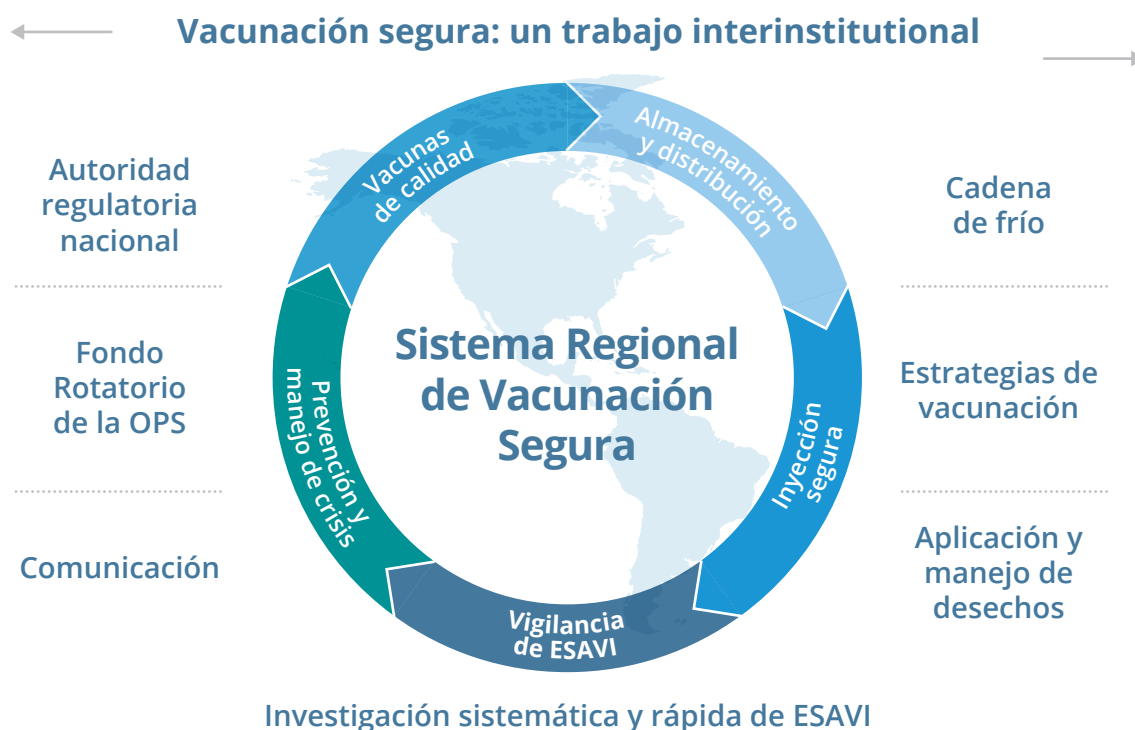 Vacunación segura: un trabajo interinstitutional
Autoridad
regulatoria
nacional
Fondo
Rotatorio
de la OPS
Comunicación
Vacunas
de calidad
Almacenamiento
y distribución
Inyección
segura
Vigilancia
de ESAVI
Prevención y
manejo de crisis
Sistema Regional
de Vacunación
Segura
Cadena
de frío
Estrategias de
vacunación
Aplicación y
manejo de
desechos
Investigación sistemática y rápida de ESAVI